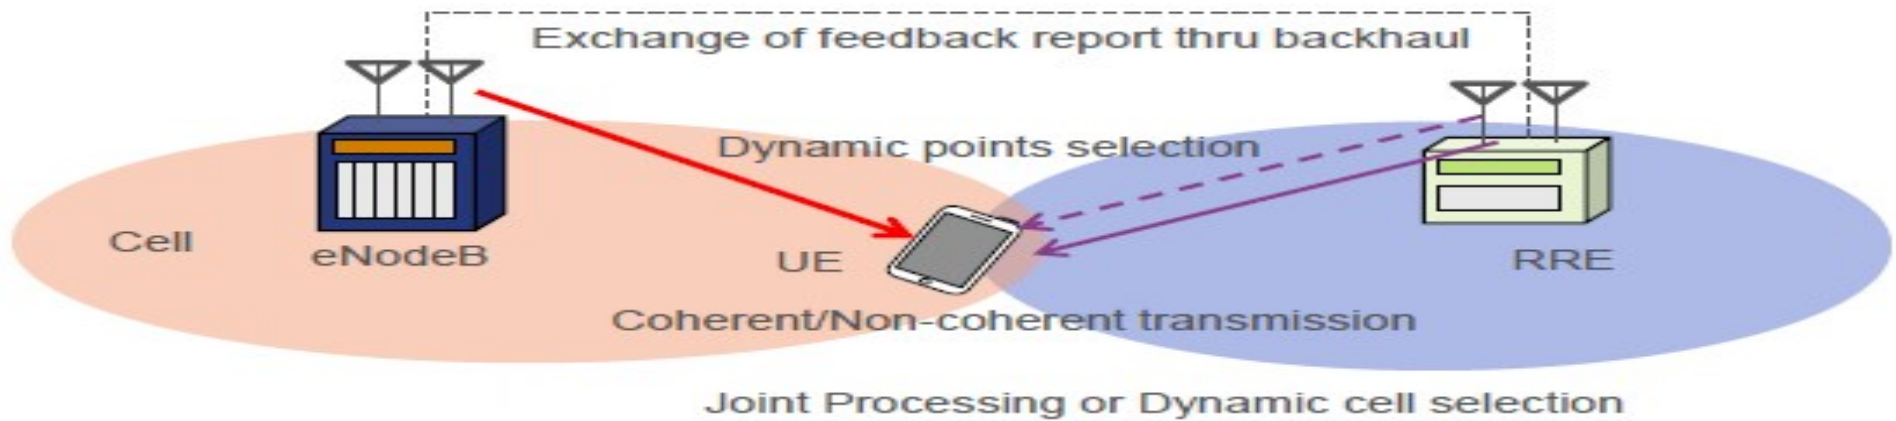 Exchange of feedback report thru backhaul
Dynamic points selection
Cell
eNodeB
UE
RRE
Coherent/Non-coherent transmission
Joint Processing or Dynamic cell selection